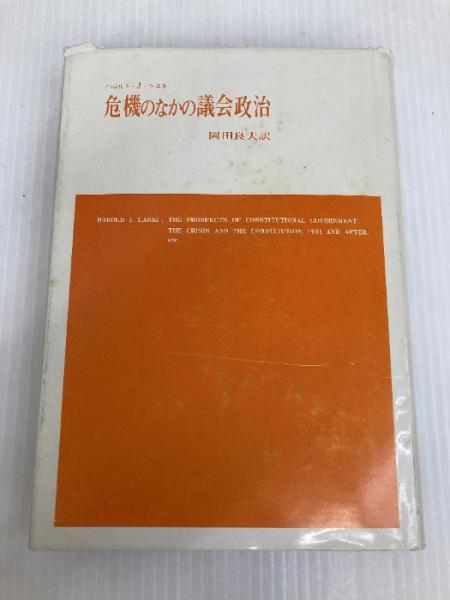 ハロルド・J・ラスキ
危機のなかの議会政治
岡田良夫訳
HAROLD J. LASKI ; THE PROSPECTS OF CONSTITUTIONAL GOVERNMENT
THE CRISIS AND THE CONSTITUTION, 1931 AND AFTER,
etc.